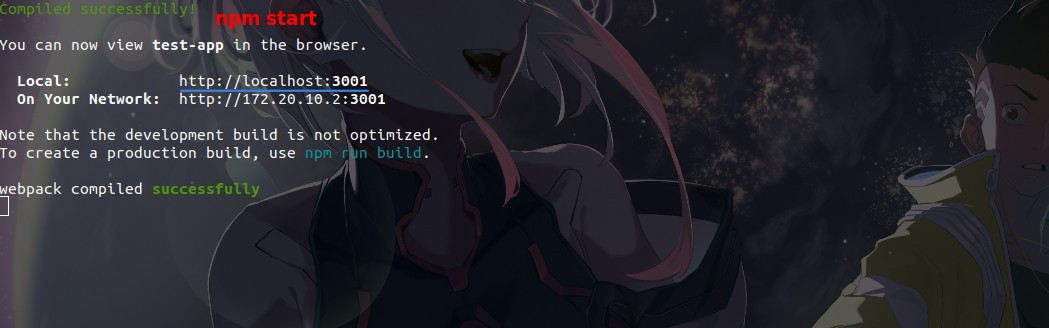 Compiled successfully!
npm start
You can now view test-app in the browser.
Local: http://localhost:3001
On Your Network: http://172.20.10.2:3001
Note that the development build is not optimized.
To create a production build, use npm run build.
webpack compiled successfully